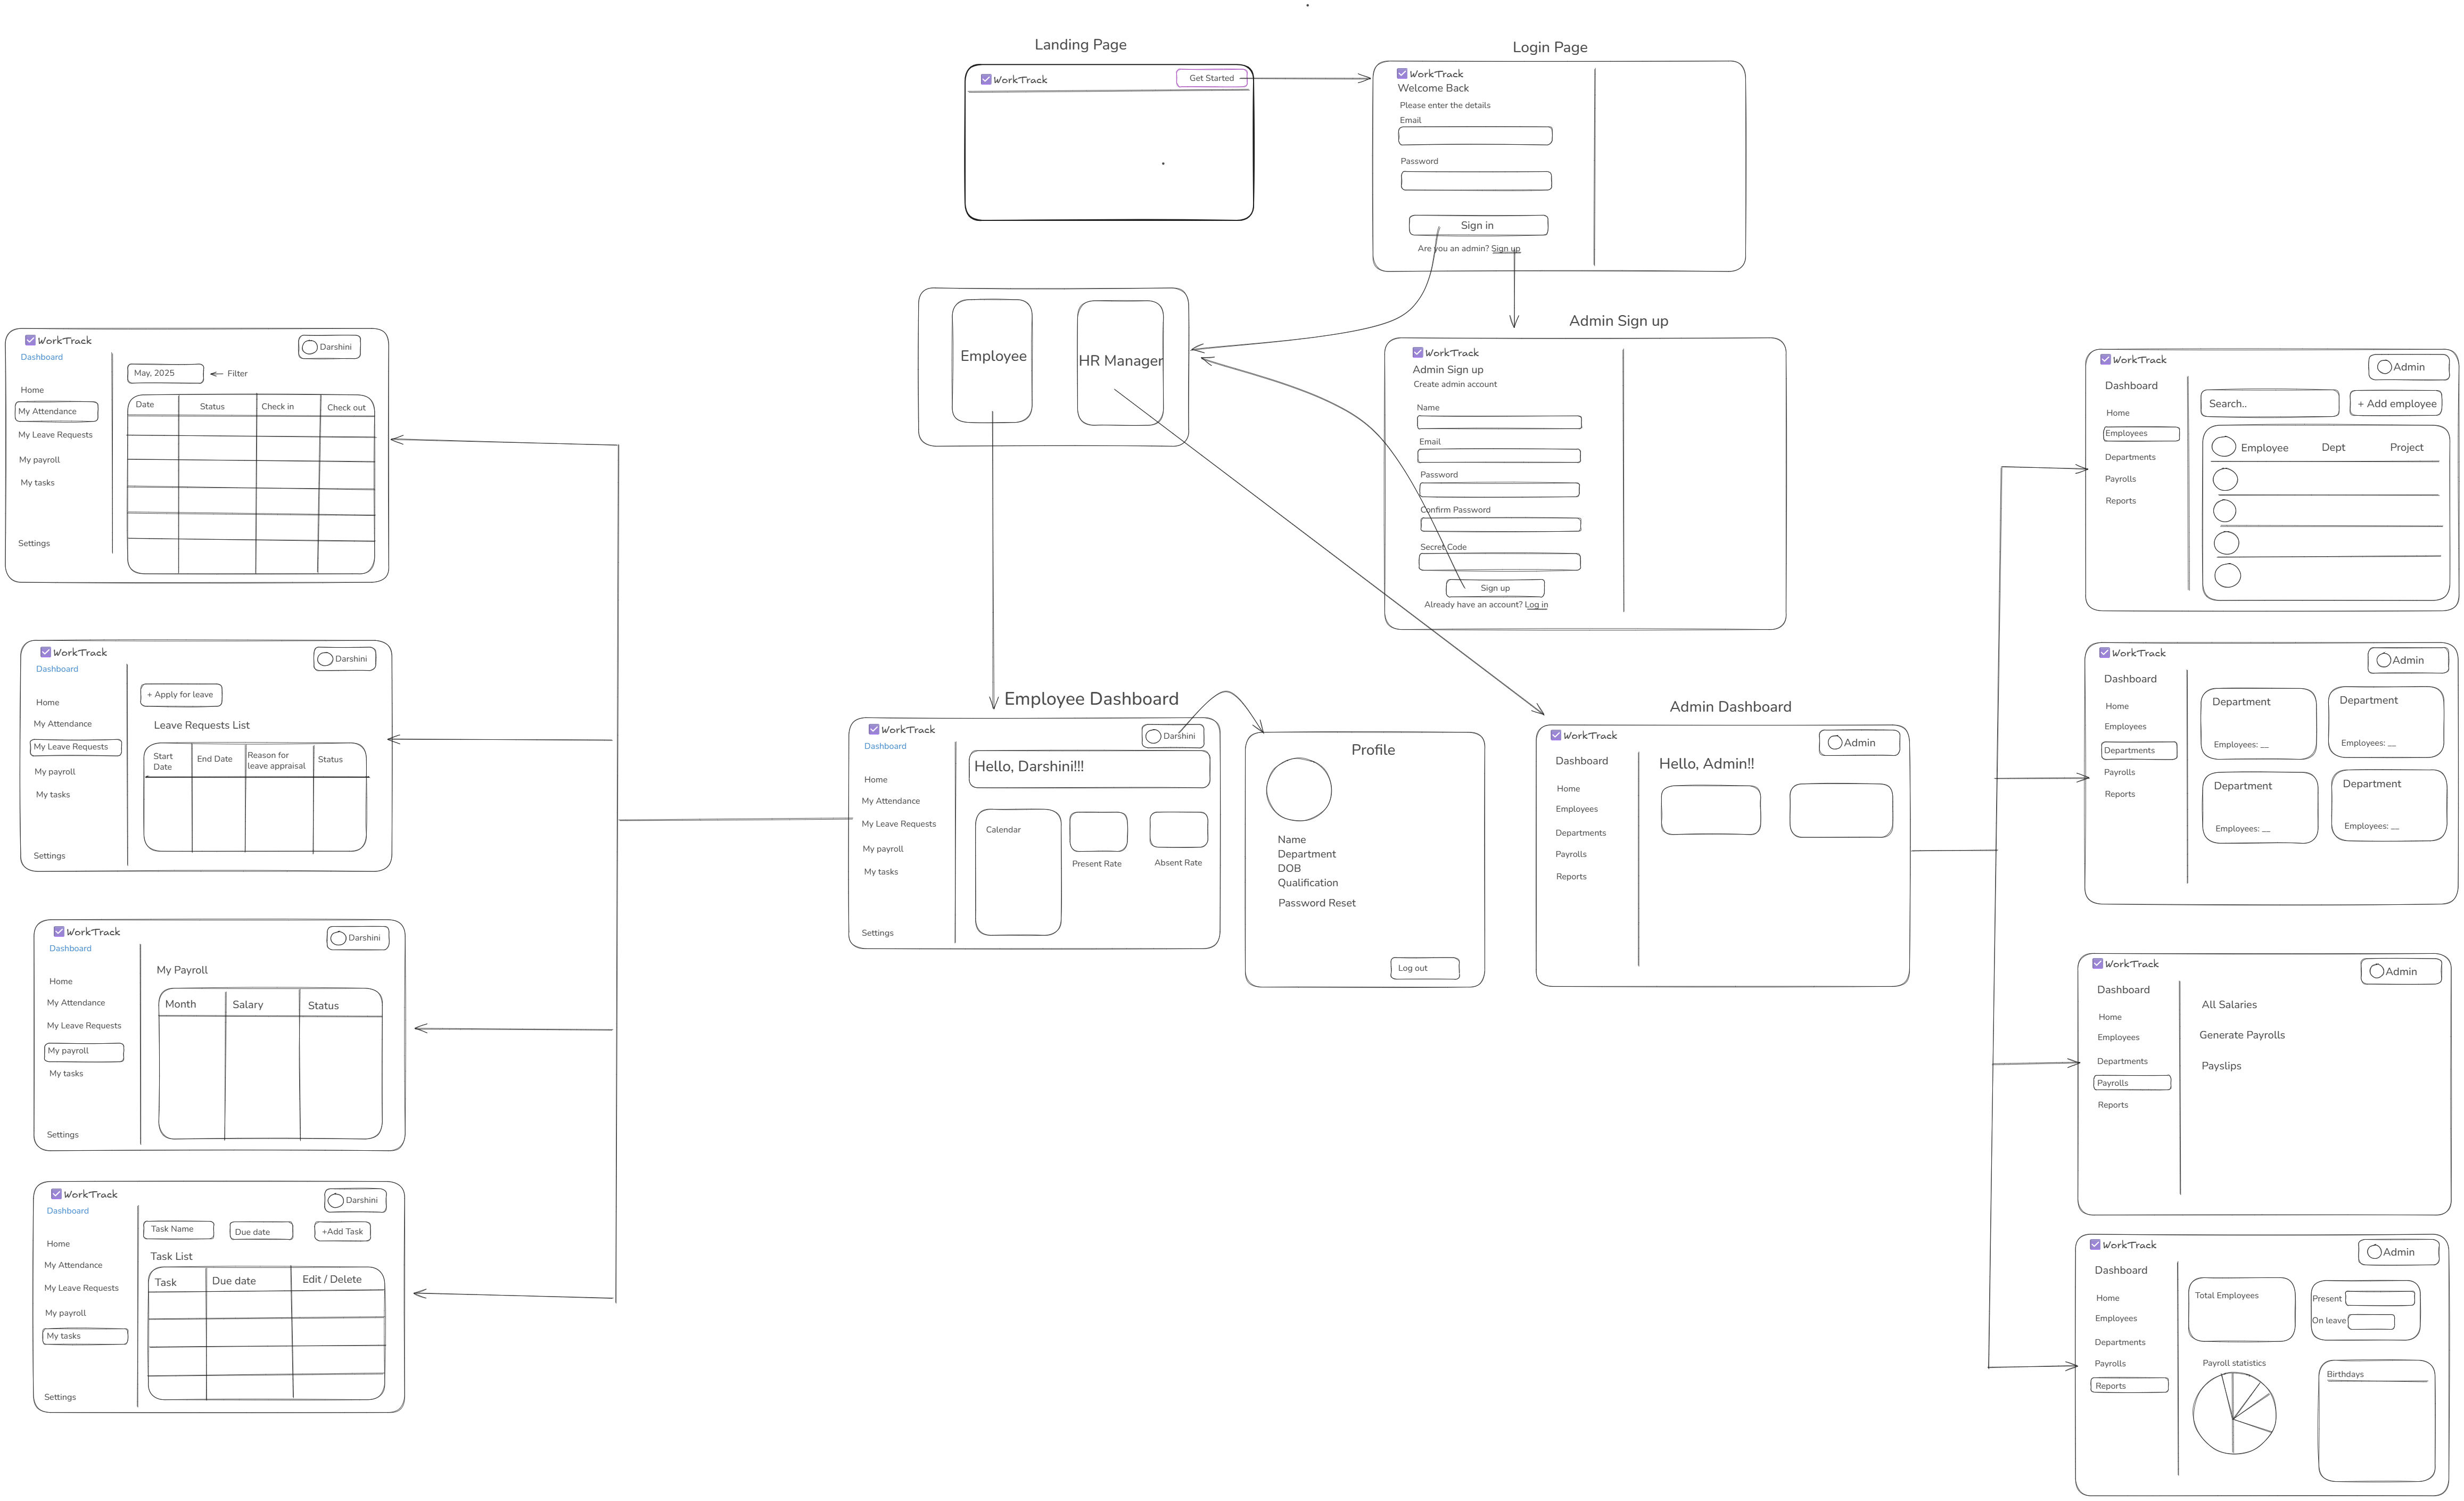 Landing Page
WorkTrack
Get Started
Login Page
WorkTrack
Welcome Back
Please enter the details
Email
Password
Sign in
Are you an admin? Sign up
Employee
HR Manager
Admin Sign up
WorkTrack
Admin Sign up
Create admin account
Name
Email
Password
Confirm Password
Secret Code
Sign up
Already have an account? Log in
WorkTrack
Darshini
Dashboard
May, 2025
Filter
Home
My Attendance
My Leave Requests
My payroll
My tasks
Settings
Date
Status
Check in
Check out
WorkTrack
Darshini
Dashboard
+ Apply for leave
Home
My Attendance
My Leave Requests
My payroll
My tasks
Settings
Leave Requests List
Start
Date
End Date
Reason for
leave appraisal
Status
WorkTrack
Darshini
Dashboard
Home
My Attendance
My Leave Requests
My payroll
My tasks
Settings
My Payroll
Month
Salary
Status
WorkTrack
Darshini
Dashboard
Home
My Attendance
My Leave Requests
My payroll
My tasks
Settings
Task Name
Due date
+Add Task
Task List
Task
Due date
Edit / Delete
Employee Dashboard
WorkTrack
Darshini
Dashboard
Home
My Attendance
My Leave Requests
My payroll
My tasks
Settings
Hello, Darshini!!!
Calendar
Present Rate
Absent Rate
Profile
Name
Department
DOB
Qualification
Password Reset
Log out
Admin Dashboard
WorkTrack
Admin
Dashboard
Home
Employees
Departments
Payrolls
Reports
Hello, Admin!!
WorkTrack
Admin
Dashboard
Home
Employees
Departments
Payrolls
Reports
Search..
+ Add employee
Employee
Dept
Project
WorkTrack
Admin
Dashboard
Home
Employees
Departments
Payrolls
Reports
Department
Employees: __
Department
Employees: __
Department
Employees: __
Department
Employees: __
WorkTrack
Admin
Dashboard
Home
Employees
Departments
Payrolls
Reports
All Salaries
Generate Payrolls
Payslips
WorkTrack
Admin
Dashboard
Home
Employees
Departments
Payrolls
Reports
Total Employees
Present
On leave
Payroll statistics
Birthdays